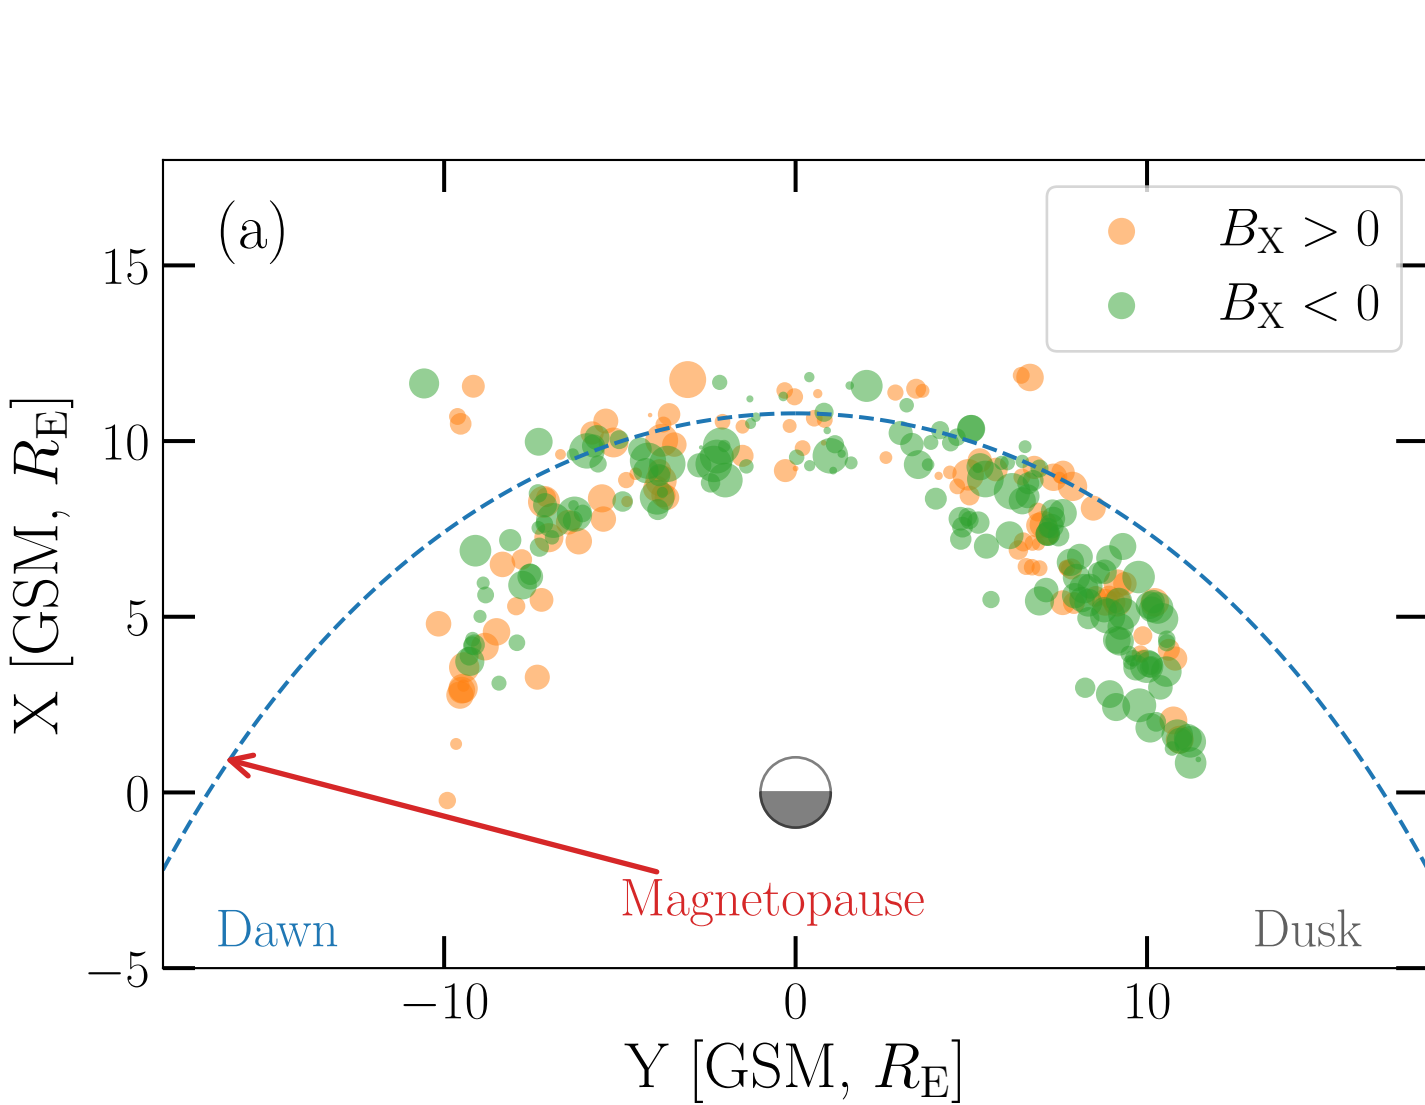 (a)
B_X > 0
B_X < 0
15
10
5
0
−5
X [GSM, R_E]
Magnetopause
Dawn
Dusk
−10
0
10
Y [GSM, R_E]